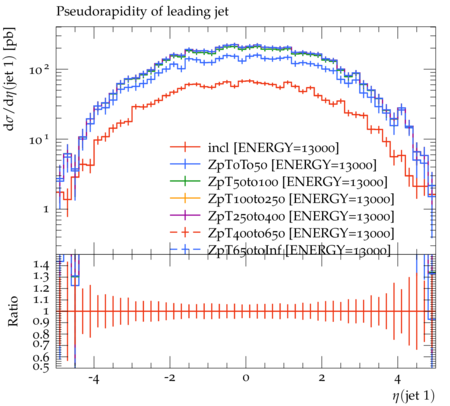 Pseudorapidity of leading jet
dσ/dη(jet 1) [pb]
10²
10¹
1
incl [ENERGY=13000]
ZpT0To50 [ENERGY=13000]
ZpT50to100 [ENERGY=13000]
ZpT100to250 [ENERGY=13000]
ZpT250to400 [ENERGY=13000]
ZpT400to650 [ENERGY=13000]
ZpT650toInf [ENERGY=13000]
Ratio
1.4
1.3
1.2
1.1
1
0.9
0.8
0.7
0.6
0.5
-4 -2 0 2 4
η(jet 1)